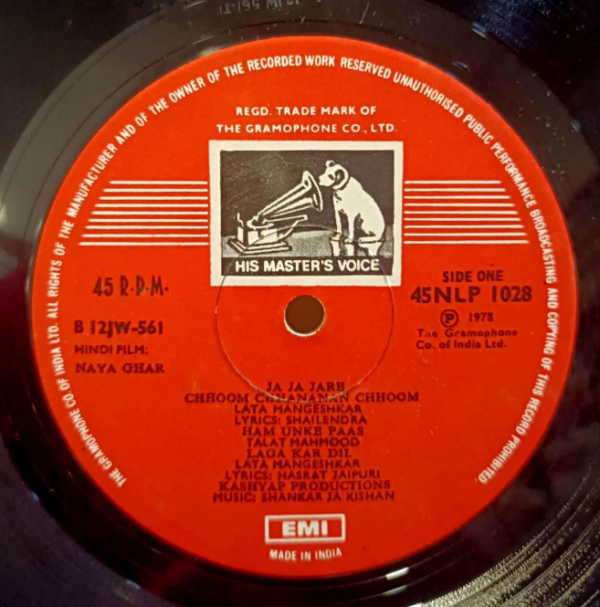 THE GRAMOPHONE CO. OF INDIA LTD. ALL RIGHTS OF THE MANUFACTURER AND OF THE OWNER OF THE RECORDED WORK RESERVED UNAUTHORISED PUBLIC PERFORMANCE BROADCASTING AND COPYING OF THIS RECORD PROHIBITED.
REGD. TRADE MARK OF
THE GRAMOPHONE CO., LTD.
HIS MASTER'S VOICE
45 R·P·M·
B 12JW-561
HINDI FILM:
NAYA GHAR
SIDE ONE
45NLP 1028
Ⓟ 1978
The Gramophone
Co. of India Ltd.
JA JA JARE
CHHOOM CHHANANAN CHHOOM
LATA MANGESHKAR
LYRICS: SHAILENDRA
HAM UNKE PAAS
TALAT MAHMOOD
LAGA KAR DIL
LATA MANGESHKAR
LYRICS: HASRAT JAIPURI
KASHYAP PRODUCTIONS
MUSIC: SHANKAR JA KISHAN
EMI
MADE IN INDIA